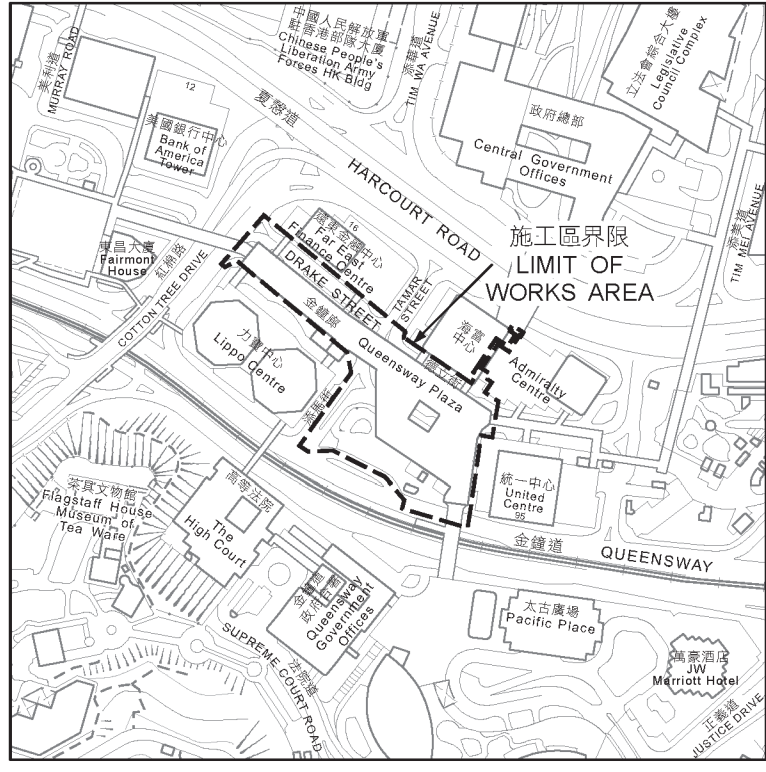 中國人民解放軍
駐香港部隊大廈
Chinese People's
Liberation Army
Forces HK Bldg
美利道
MURRAY ROAD
添華道
TIM WA AVENUE
立法會綜合大樓
Legislative
Council Complex
12
美國銀行中心
Bank of
America
Tower
夏慤道
HARCOURT ROAD
政府總部
Central Government
Offices
添美道
TIM MEI AVENUE
東昌大廈
Fairmont
House
紅棉路
COTTON TREE DRIVE
16
遠東金融中心
Far East
Finance Centre
DRAKE STREET
TAMAR
STREET
施工區界限
LIMIT OF
WORKS AREA
金鐘廊
Queensway Plaza
力寶中心
Lippo Centre
海富
中心
Admiralty
Centre
德立街
添馬街
統一中心
United
Centre
95
茶具文物館
Flagstaff House
Museum of
Tea Ware
高等法院
The
High Court
金鐘道
QUEENSWAY
金鐘道
政府合署
Queensway
Government
Offices
太古廣場
Pacific Place
法院道
SUPREME COURT ROAD
萬豪酒店
JW
Marriott Hotel
正義道
JUSTICE DRIVE